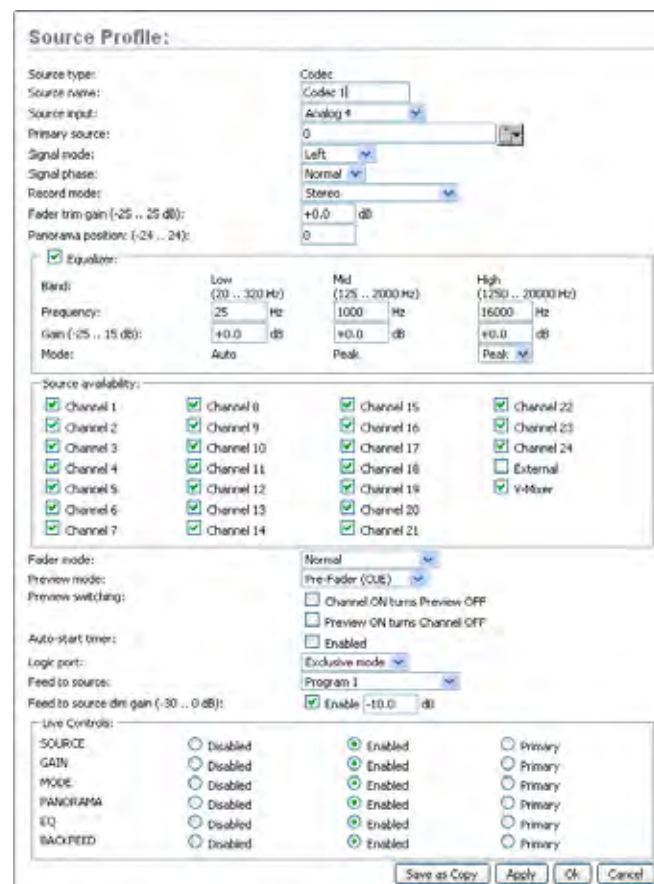 Source Profile:
Source type: Codec
Source name: Codec 1
Source input: Analog 4
Primary source: 0
Signal mode: Left
Signal phase: Normal
Record mode: Stereo
Fader trim gain (-25 .. 25 dB): +0.0 dB
Panorama position: (-24 .. 24): 0
Equalizer:
Band: Low (20 .. 320 Hz) Mid (125 .. 2000 Hz) High (1250 .. 20000 Hz)
Frequency: 25 Hz 1000 Hz 16000 Hz
Gain (-25 .. 15 dB): +0.0 dB +0.0 dB +0.0 dB
Mode: Auto Peak Peak
Source availability:
Channel 1 Channel 8 Channel 15 Channel 22
Channel 2 Channel 9 Channel 16 Channel 23
Channel 3 Channel 10 Channel 17 Channel 24
Channel 4 Channel 11 Channel 18 External
Channel 5 Channel 12 Channel 19 V-Mixer
Channel 6 Channel 13 Channel 20
Channel 7 Channel 14 Channel 21
Fader mode: Normal
Preview mode: Pre-Fader (CUE)
Preview switching: Channel ON turns Preview OFF
Preview ON turns Channel OFF
Auto-start timer: Enabled
Logic port: Exclusive mode
Feed to source: Program 1
Feed to source dim gain (-30 .. 0 dB): Enable -10.0 dB
Live Controls:
SOURCE Disabled Enabled Primary
GAIN Disabled Enabled Primary
MODE Disabled Enabled Primary
PANORAMA Disabled Enabled Primary
EQ Disabled Enabled Primary
BACKFEED Disabled Enabled Primary
Save as Copy Apply Ok Cancel